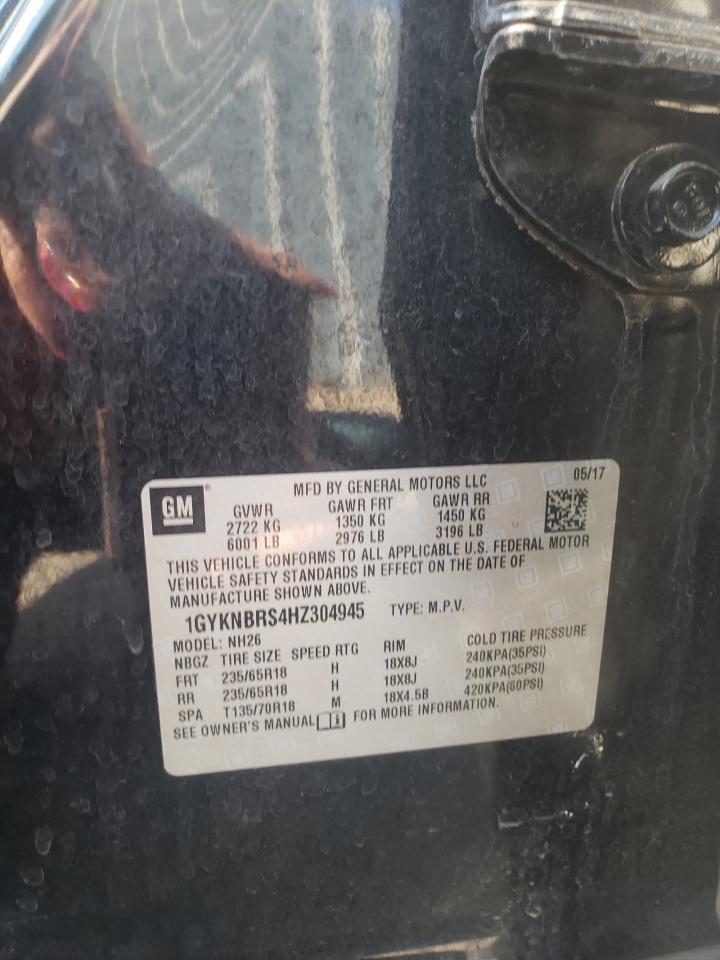 MFD BY GENERAL MOTORS LLC 05/17
GM®
GVWR GAWR FRT GAWR RR
2722 KG 1350 KG 1450 KG
6001 LB 2976 LB 3196 LB
THIS VEHICLE CONFORMS TO ALL APPLICABLE U.S. FEDERAL MOTOR
VEHICLE SAFETY STANDARDS IN EFFECT ON THE DATE OF
MANUFACTURE SHOWN ABOVE.
1GYKNBRS4HZ304945 TYPE: M.P.V.
MODEL: NH26
NBGZ TIRE SIZE SPEED RTG RIM COLD TIRE PRESSURE
FRT 235/65R18 H 18X8J 240KPA(35PSI)
RR 235/65R18 H 18X8J 240KPA(35PSI)
SPA T135/70R18 M 18X4.5B 420KPA(60PSI)
SEE OWNER'S MANUAL FOR MORE INFORMATION.